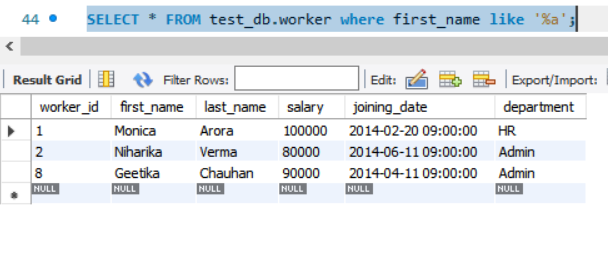 44 SELECT * FROM test_db.worker where first_name like '%a';
Result Grid Filter Rows: Edit: Export/Import:
worker_id first_name last_name salary joining_date department
1 Monica Arora 100000 2014-02-20 09:00:00 HR
2 Niharika Verma 80000 2014-06-11 09:00:00 Admin
8 Geetika Chauhan 90000 2014-04-11 09:00:00 Admin
NULL NULL NULL NULL NULL NULL